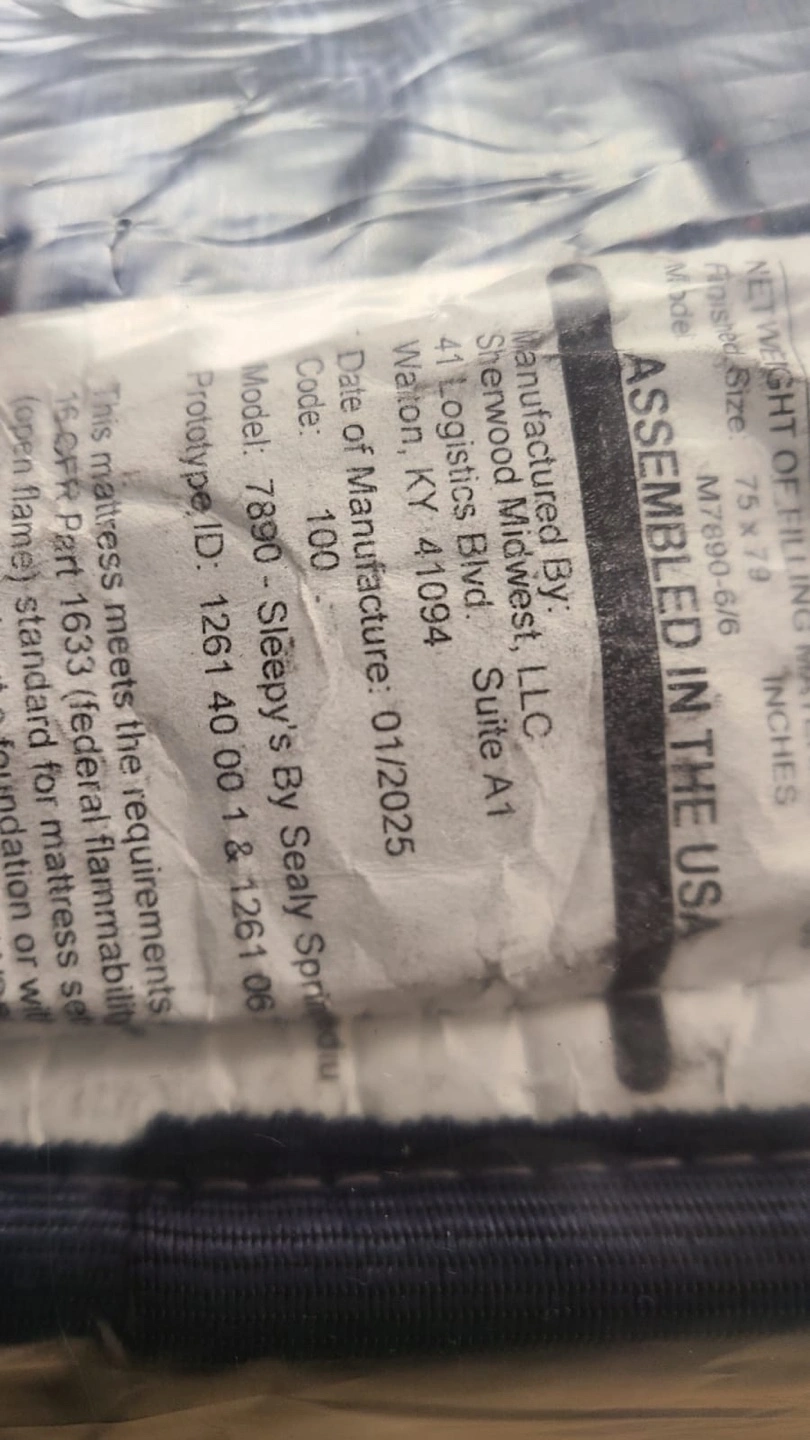 NET WEIGHT OF FILLING
Finished Size: 75 x 79 INCHES
Model M7890-6/6
ASSEMBLED IN THE USA
Manufactured By:
Sherwood Midwest, LLC
41 Logistics Blvd. Suite A1
Walton, KY 41094
Date of Manufacture: 01/2025
Code: 100
Model: 7890 - Sleepy's By Sealy
Prototype ID: 1261 40 00 1 & 1261 06
This mattress meets the requirements
16 CFR Part 1633 (federal flammability
(open flame) standard for mattress se
foundation or wi